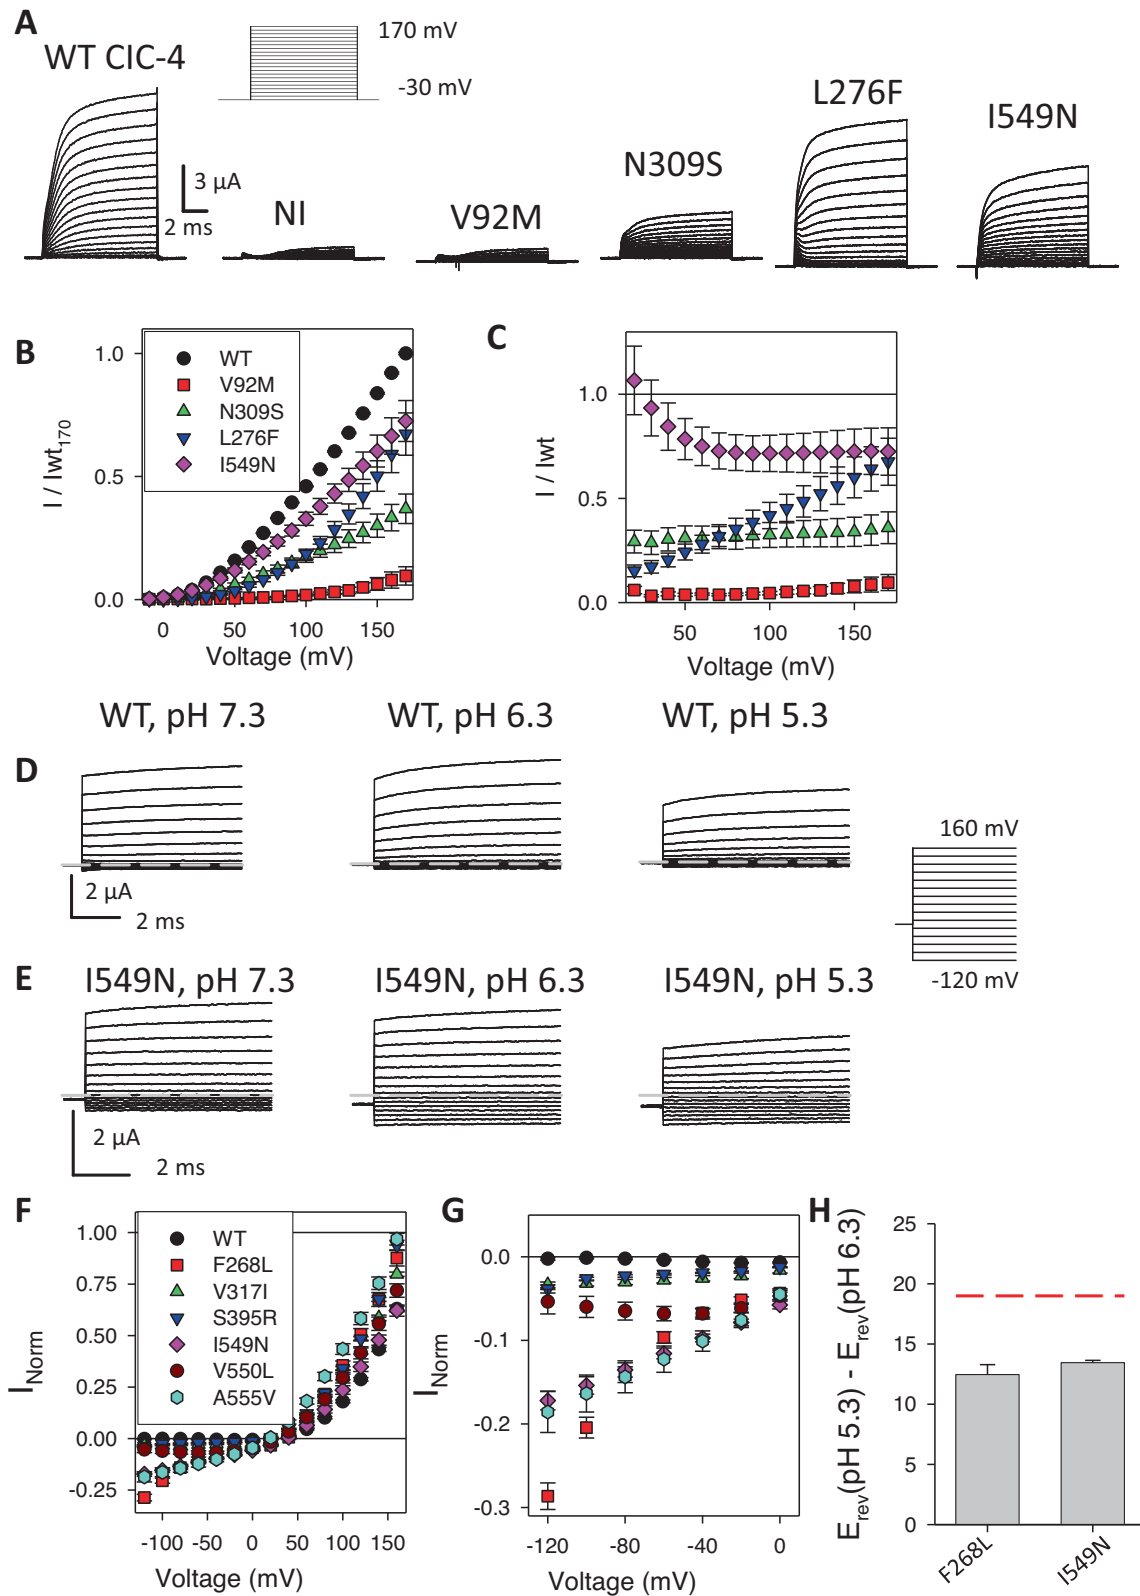 A
WT ClC-4
170 mV
-30 mV
3 µA
2 ms
NI
V92M
N309S
L276F
I549N
B
I / Iwt170
1.0
0.5
0.0
WT
V92M
N309S
L276F
I549N
0 50 100 150
Voltage (mV)
C
I / Iwt
1.0
0.5
0.0
50 100 150
Voltage (mV)
WT, pH 7.3
WT, pH 6.3
WT, pH 5.3
D
2 µA
2 ms
160 mV
-120 mV
E
I549N, pH 7.3
I549N, pH 6.3
I549N, pH 5.3
2 µA
2 ms
F
INorm
1.00
0.75
0.50
0.25
0.00
-0.25
WT
F268L
V317I
S395R
I549N
V550L
A555V
-100 -50 0 50 100 150
Voltage (mV)
G
INorm
0.0
-0.1
-0.2
-0.3
-120 -80 -40 0
Voltage (mV)
H
Erev(pH 5.3) - Erev(pH 6.3)
25
20
15
10
5
0
F268L
I549N